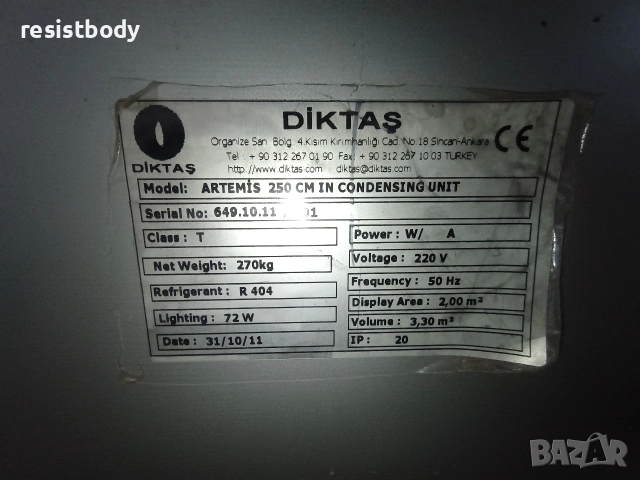 resistbody
DİKTAŞ
Organize San. Bölg. 4.Kısım Kırımhanlığı Cad. No:18 Sincan-Ankara
Tel : + 90 312 267 01 90 Fax : + 90 312 267 10 03 TURKEY
http://www.diktas.com diktas@diktas.com
CE
DİKTAŞ
Model: ARTEMİS 250 CM IN CONDENSING UNIT
Serial No: 649.10.11 01
Class : T
Power : W/ A
Net Weight: 270kg
Voltage : 220 V
Refrigerant : R 404
Frequency : 50 Hz
Display Area : 2,00 m²
Lighting : 72 W
Volume : 3,30 m³
Date : 31/10/11
IP : 20
BAZAR